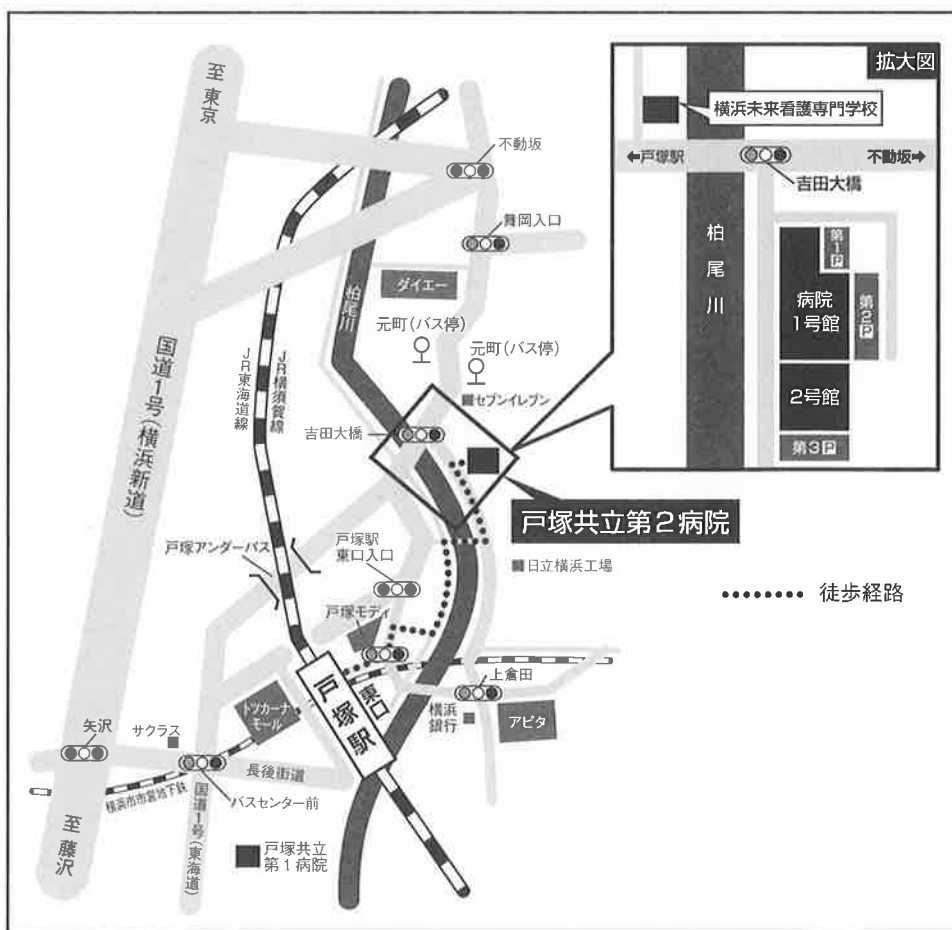 至 東京
不動坂
舞岡入口
ダイエー
柏尾川
元町(バス停)
元町(バス停)
セブンイレブン
国道1号(横浜新道)
JR東海道線
JR横須賀線
吉田大橋
戸塚共立第2病院
戸塚アンダーパス
戸塚駅
東口入口
日立横浜工場
戸塚モディ
徒歩経路
上倉田
東口
戸塚駅
トツカーナ
モール
横浜
銀行
アピタ
矢沢
サクラス
長後街道
横浜市市営地下鉄
バスセンター前
国道1号(東海道)
至 藤沢
戸塚共立
第1病院
拡大図
横浜未来看護専門学校
←戸塚駅
不動坂→
吉田大橋
柏尾川
第1P
病院
1号館
第2P
2号館
第3P